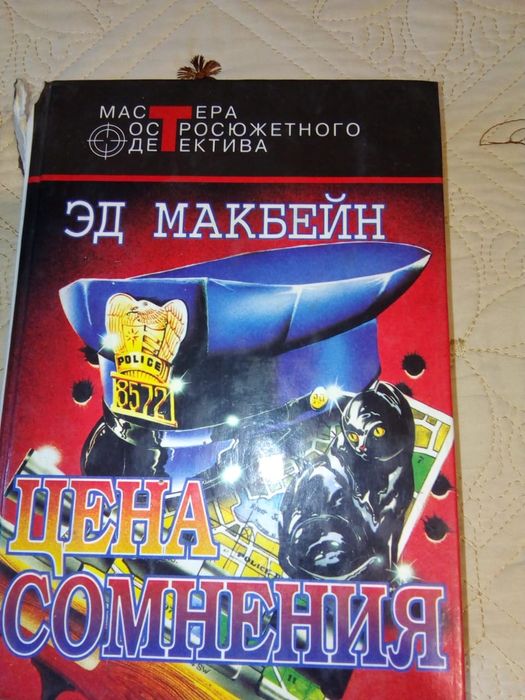 МАСТЕРА
ОСТРОСЮЖЕТНОГО
ДЕТЕКТИВА
ЭД МАКБЕЙН
POLICE
8572
ЦЕНА
СОМНЕНИЯ